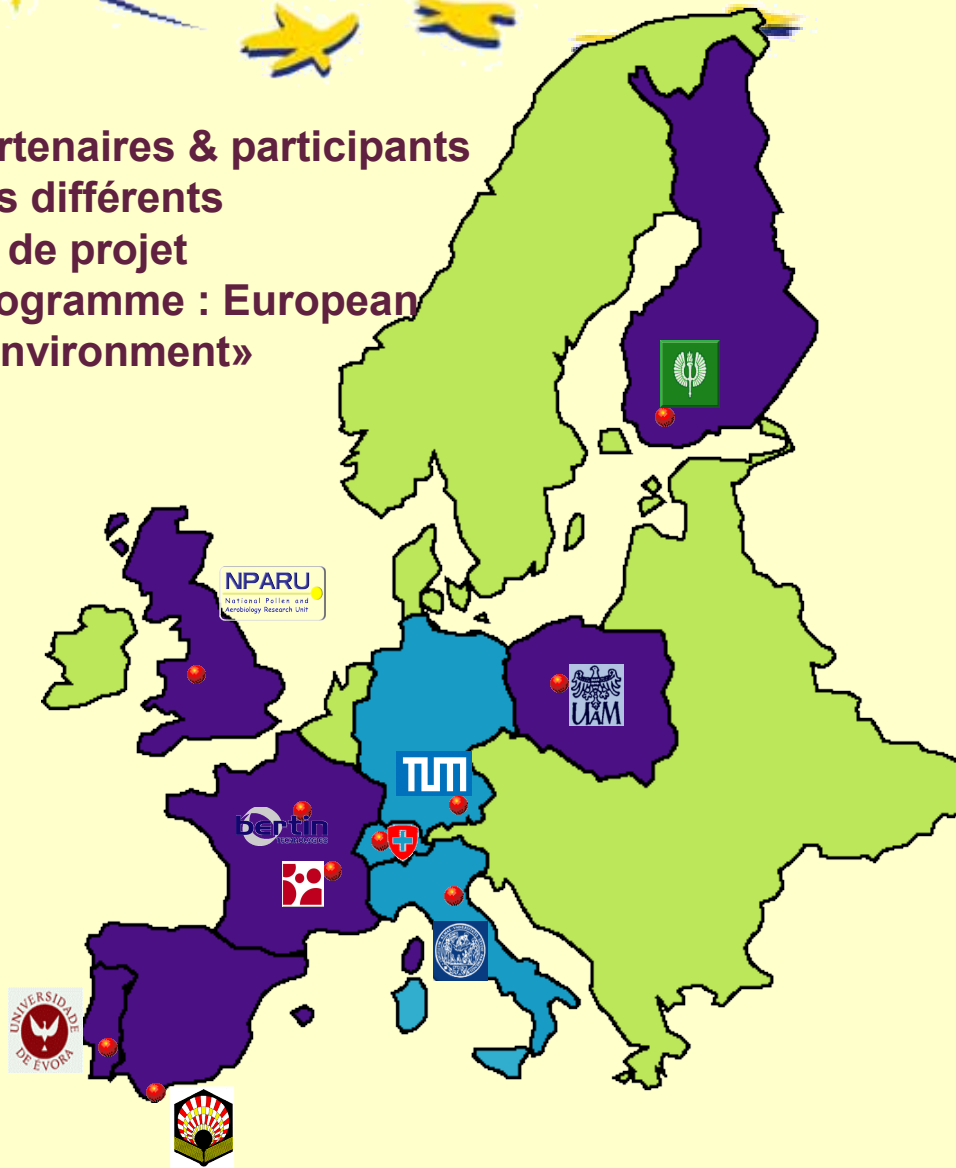 rtenaires & participants
s différents
de projet
ogramme : European
nvironment»
NPARU
National Pollen and
Aerobiology Research Unit
UAM
TUM
bertin
TECHNOLOGIES
UNIVERSIDADE
DE ÉVORA